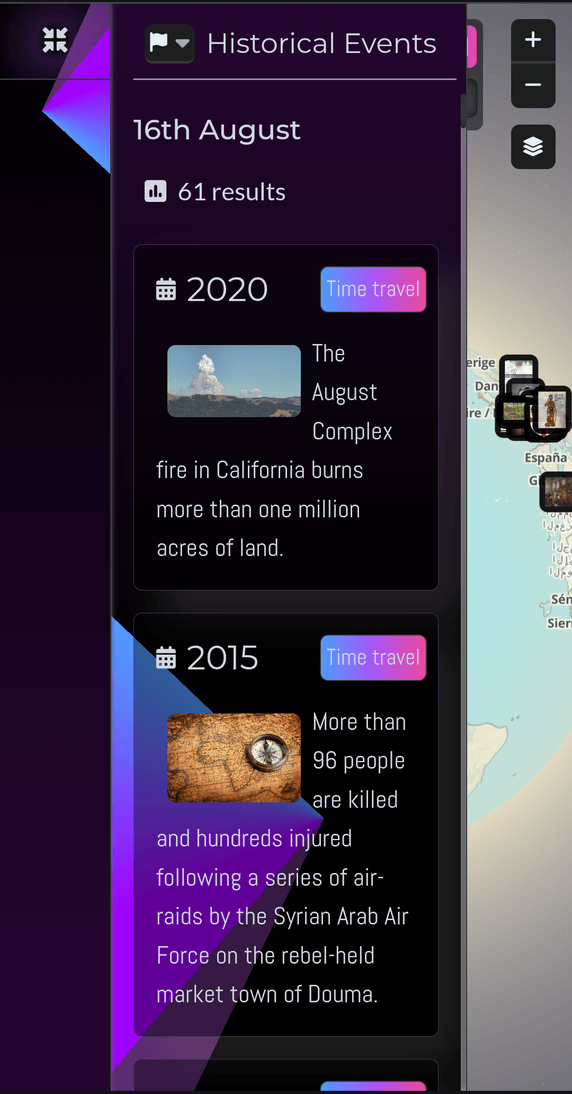 Historical Events
+
−
16th August
61 results
2020
Time travel
The
August
Complex
fire in California burns
more than one million
acres of land.
2015
Time travel
More than
96 people
are killed
and hundreds injured
following a series of air-
raids by the Syrian Arab Air
Force on the rebel-held
market town of Douma.
erige
Dan
España
G
Sén
Sier